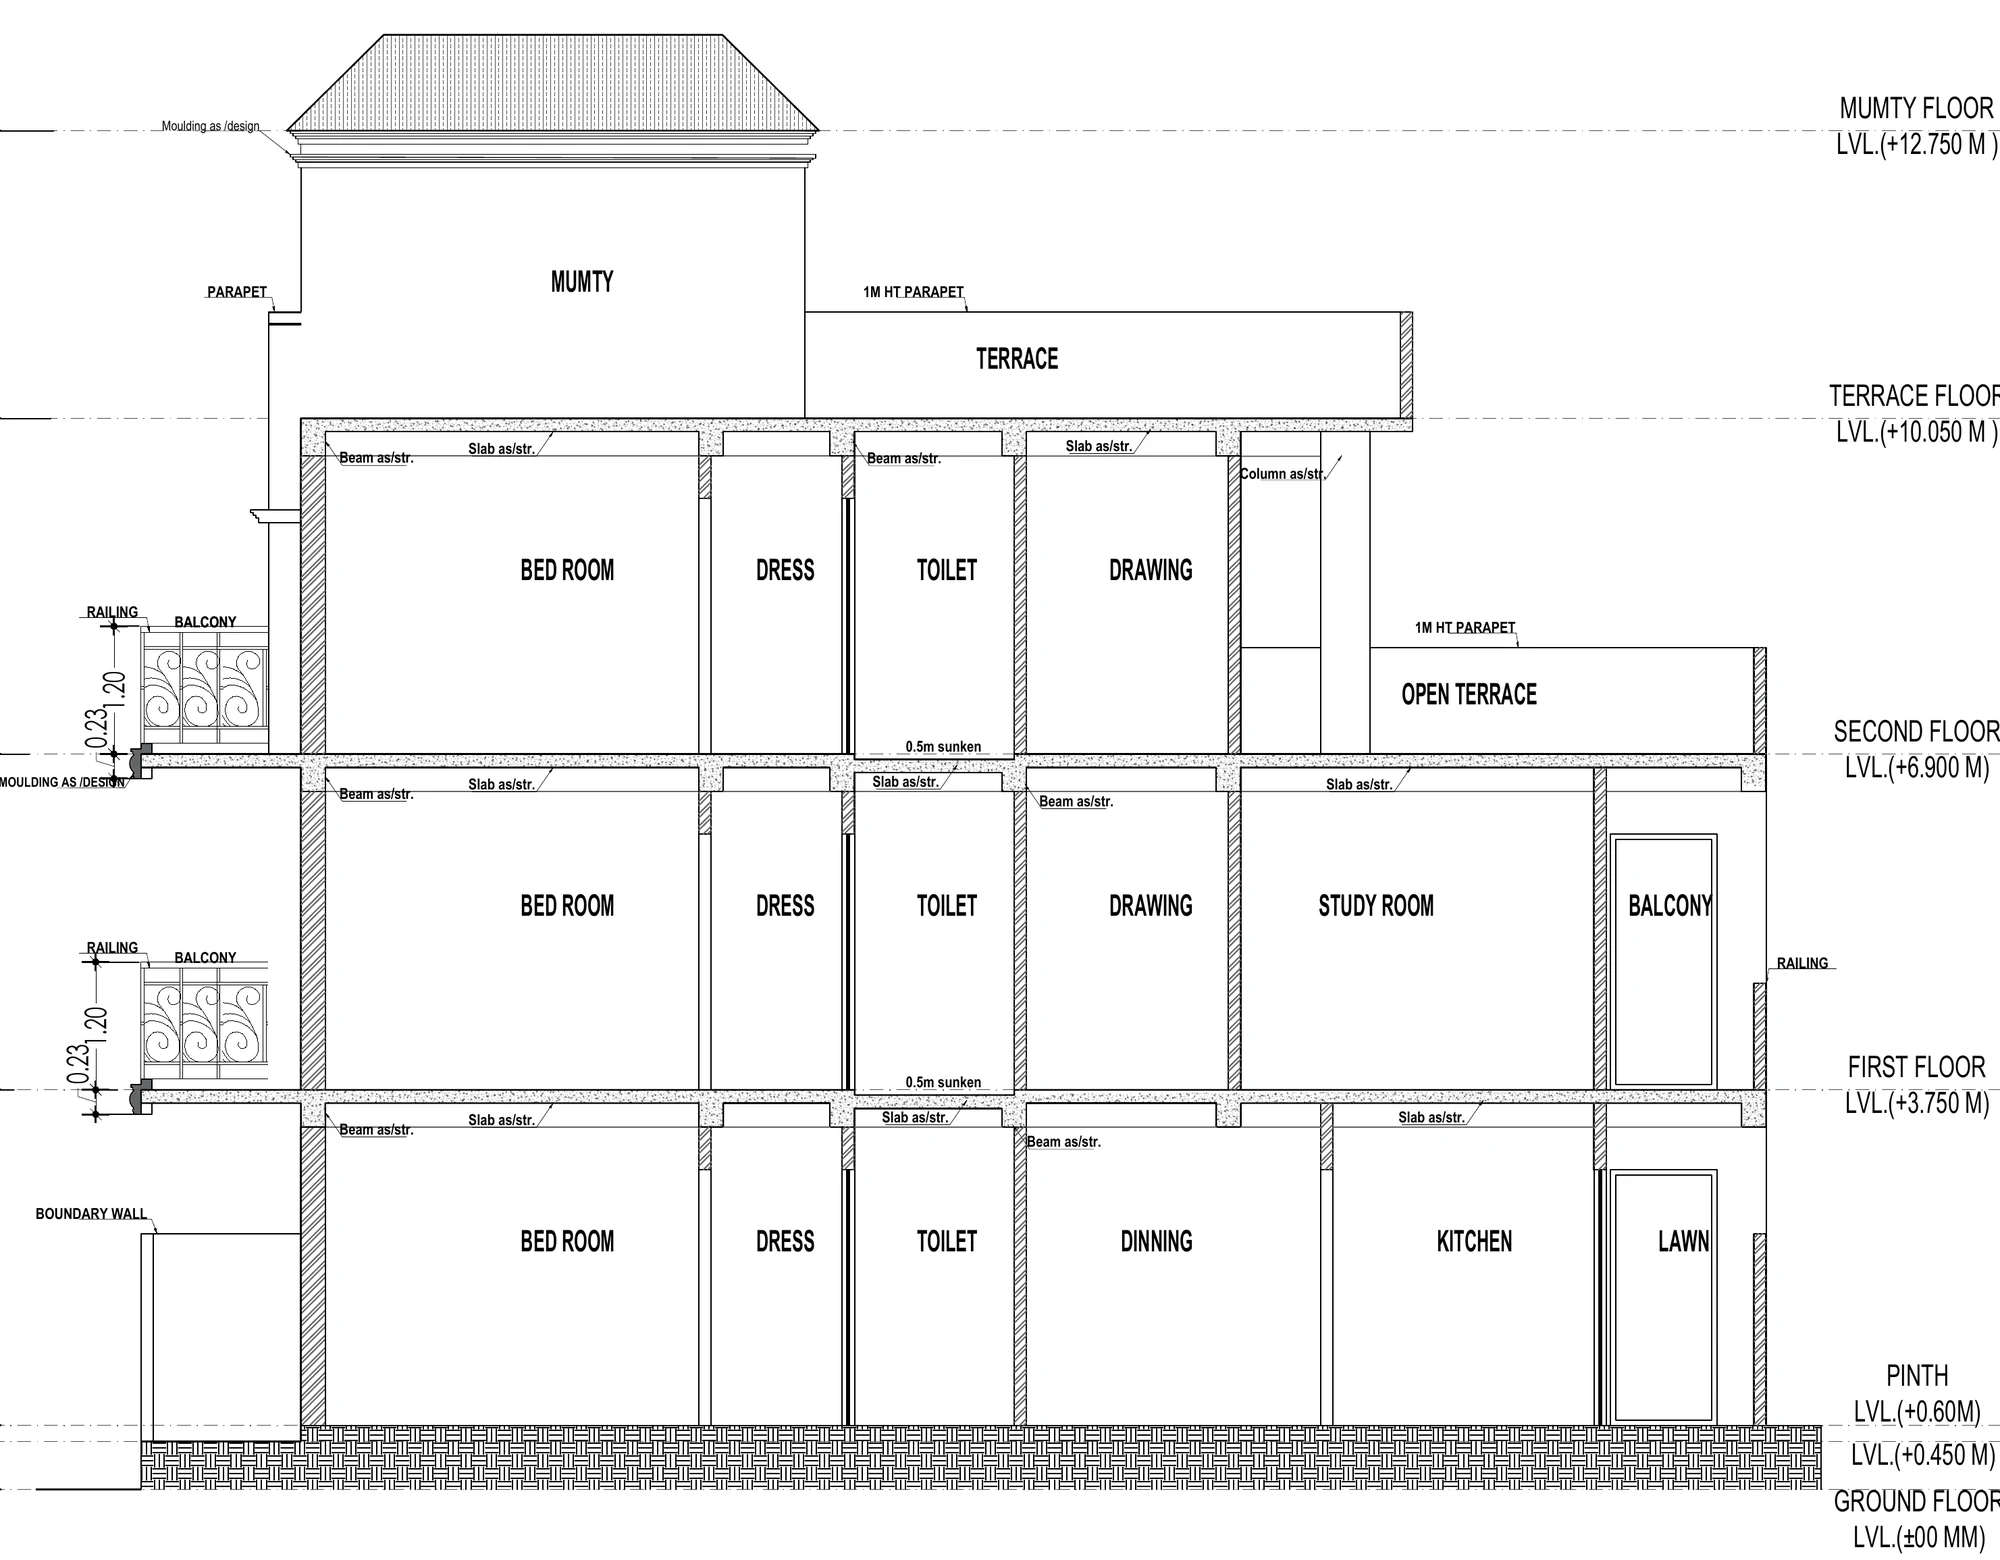 MUMTY FLOOR
LVL.(+12.750 M )
Moulding as /design
MUMTY
PARAPET
1M HT PARAPET
TERRACE
TERRACE FLOOR
LVL.(+10.050 M )
Beam as/str.
Slab as/str.
Beam as/str.
Slab as/str.
Column as/str.
BED ROOM
DRESS
TOILET
DRAWING
RAILING
BALCONY
1M HT PARAPET
1.20
0.23
OPEN TERRACE
SECOND FLOOR
LVL.(+6.900 M)
0.5m sunken
MOULDING AS /DESIGN
Beam as/str.
Slab as/str.
Slab as/str.
Beam as/str.
Slab as/str.
BED ROOM
DRESS
TOILET
DRAWING
STUDY ROOM
BALCONY
RAILING
BALCONY
RAILING
1.20
0.23
FIRST FLOOR
LVL.(+3.750 M)
0.5m sunken
Beam as/str.
Slab as/str.
Slab as/str.
Beam as/str.
Slab as/str.
BOUNDARY WALL
BED ROOM
DRESS
TOILET
DINNING
KITCHEN
LAWN
PINTH
LVL.(+0.60M)
LVL.(+0.450 M)
GROUND FLOOR
LVL.(±00 MM)